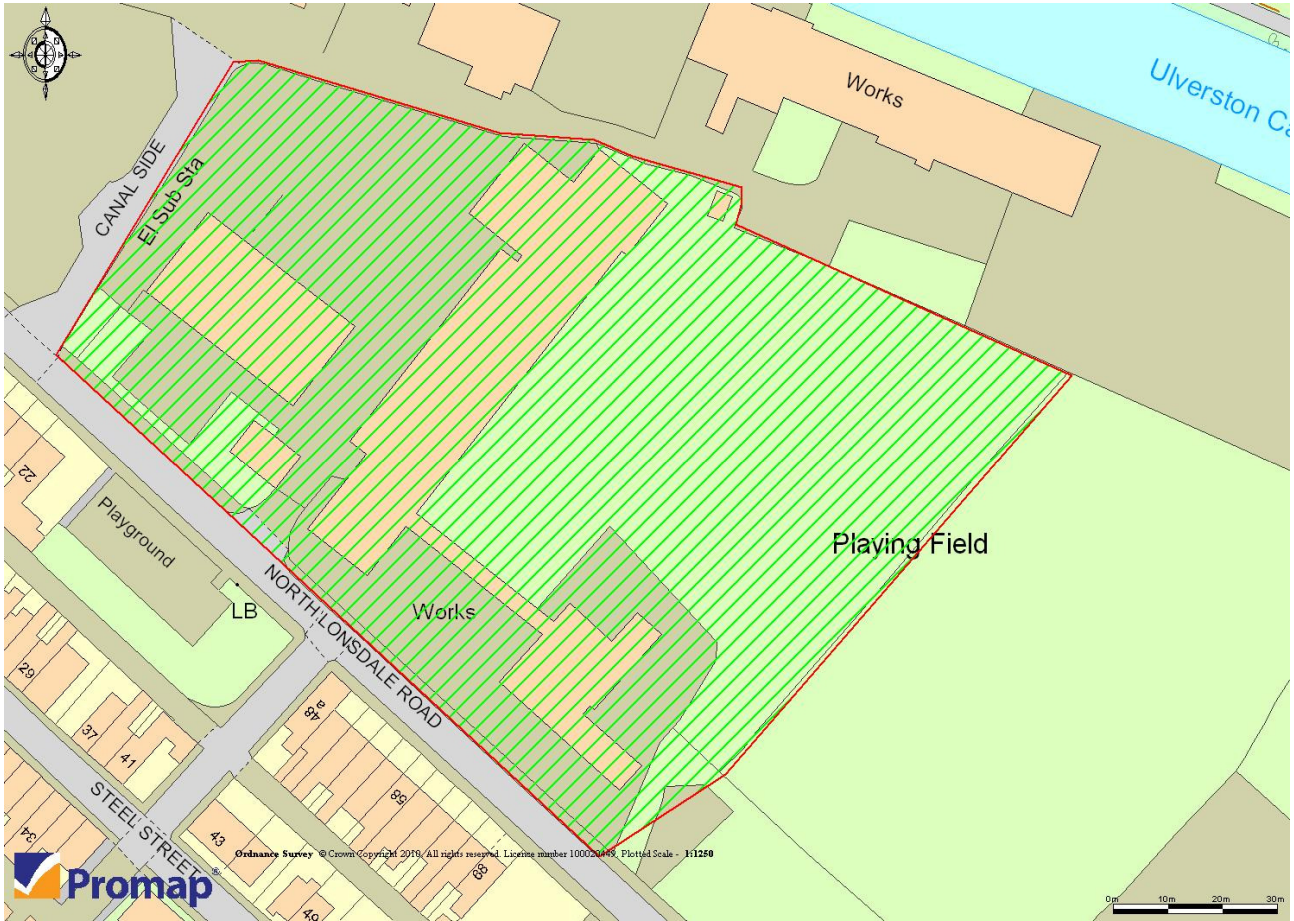 Works
Ulverston Ca
CANAL SIDE
El Sub Sta
22
Playground
LB
NORTH LONSDALE ROAD
Works
Playing Field
29
37
41
48
a
STEEL STREET
34
43
58
68
49
Ordnance Survey © Crown Copyright 2010. All rights reserved. Licence number 100020449. Plotted Scale - 1:1250
Promap®
0m 10m 20m 30m